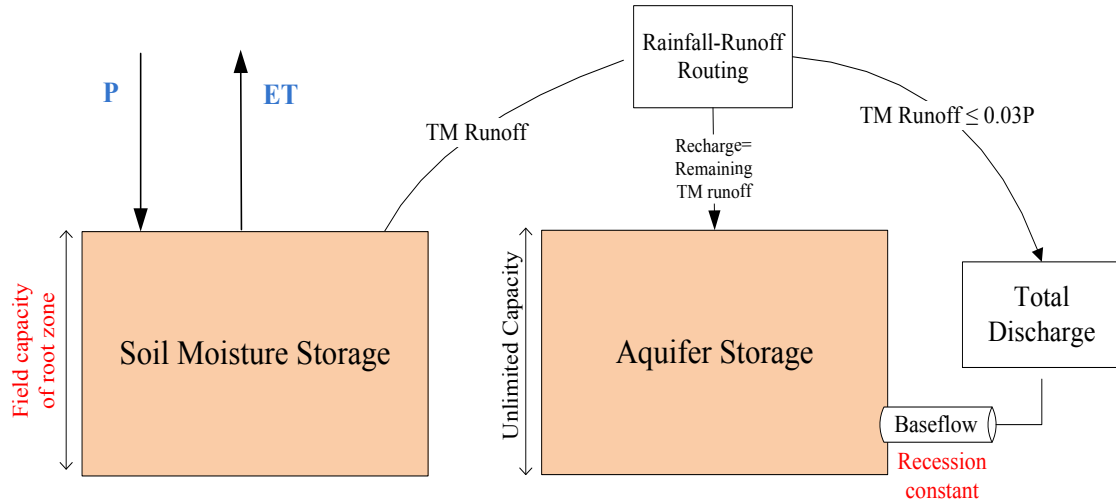 P
ET
TM Runoff
Rainfall-Runoff
Routing
TM Runoff ≤ 0.03P
Recharge=
Remaining
TM runoff
Field capacity
of root zone
Soil Moisture Storage
Unlimited Capacity
Aquifer Storage
Total
Discharge
Baseflow
Recession
constant